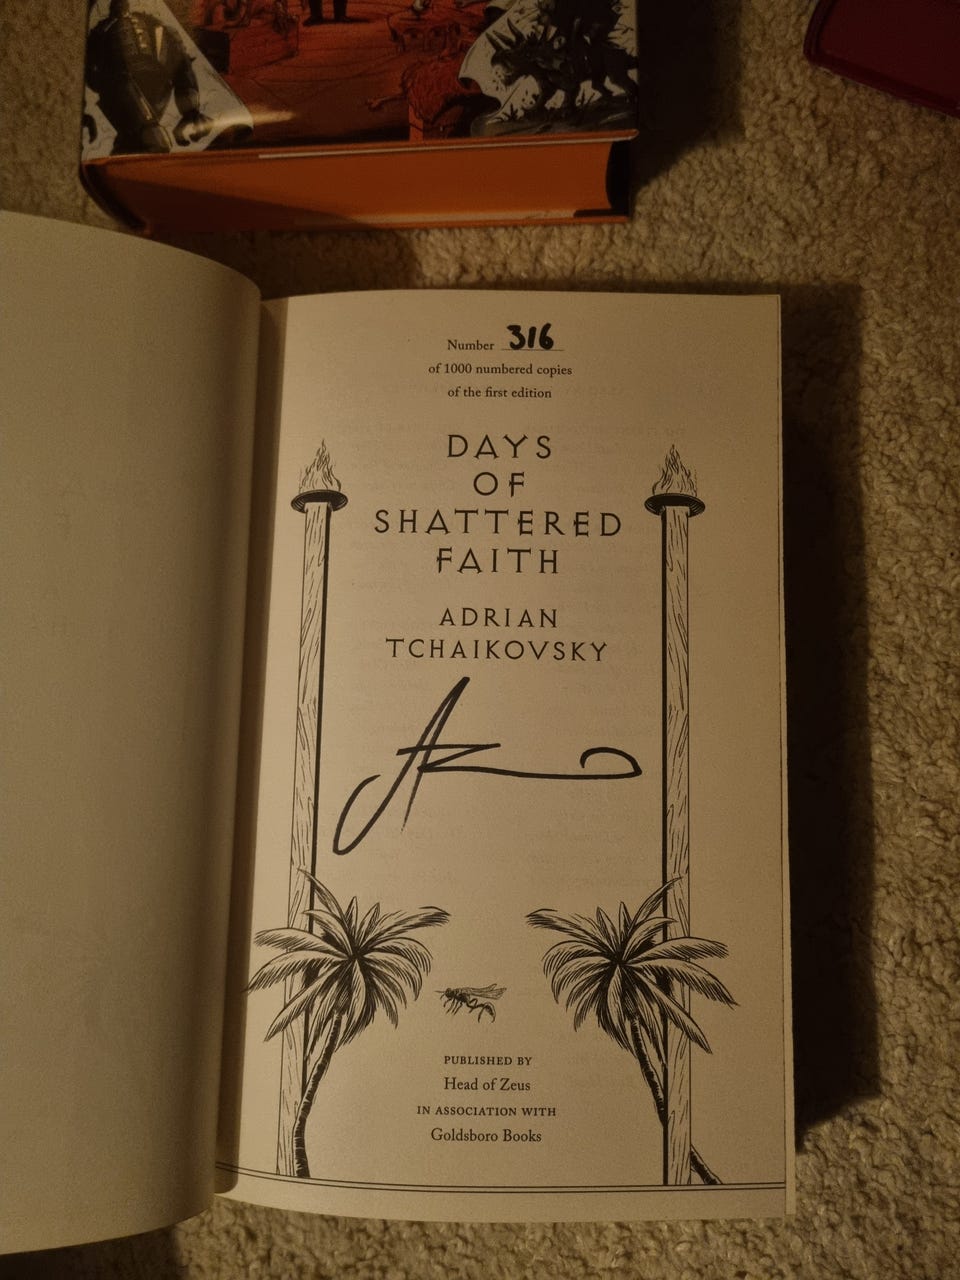 Number 316
of 1000 numbered copies
of the first edition
DAYS
OF
SHATTERED
FAITH
ADRIAN
TCHAIKOVSKY
PUBLISHED BY
Head of Zeus
IN ASSOCIATION WITH
Goldsboro Books